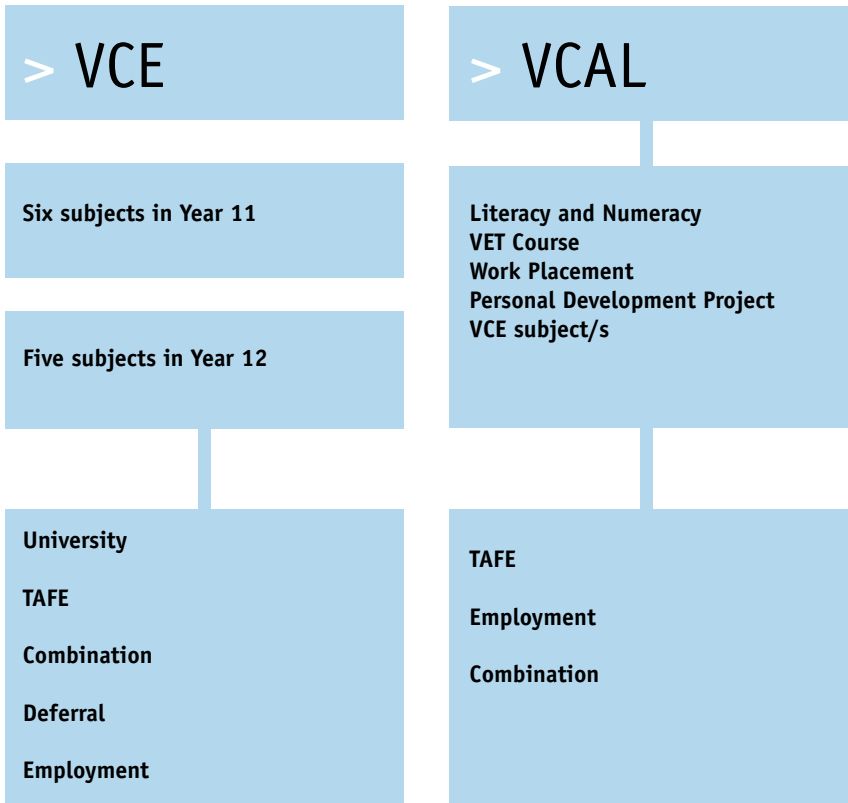 > VCE
Six subjects in Year 11
Five subjects in Year 12
University
TAFE
Combination
Deferral
Employment
> VCAL
Literacy and Numeracy
VET Course
Work Placement
Personal Development Project
VCE subject/s
TAFE
Employment
Combination